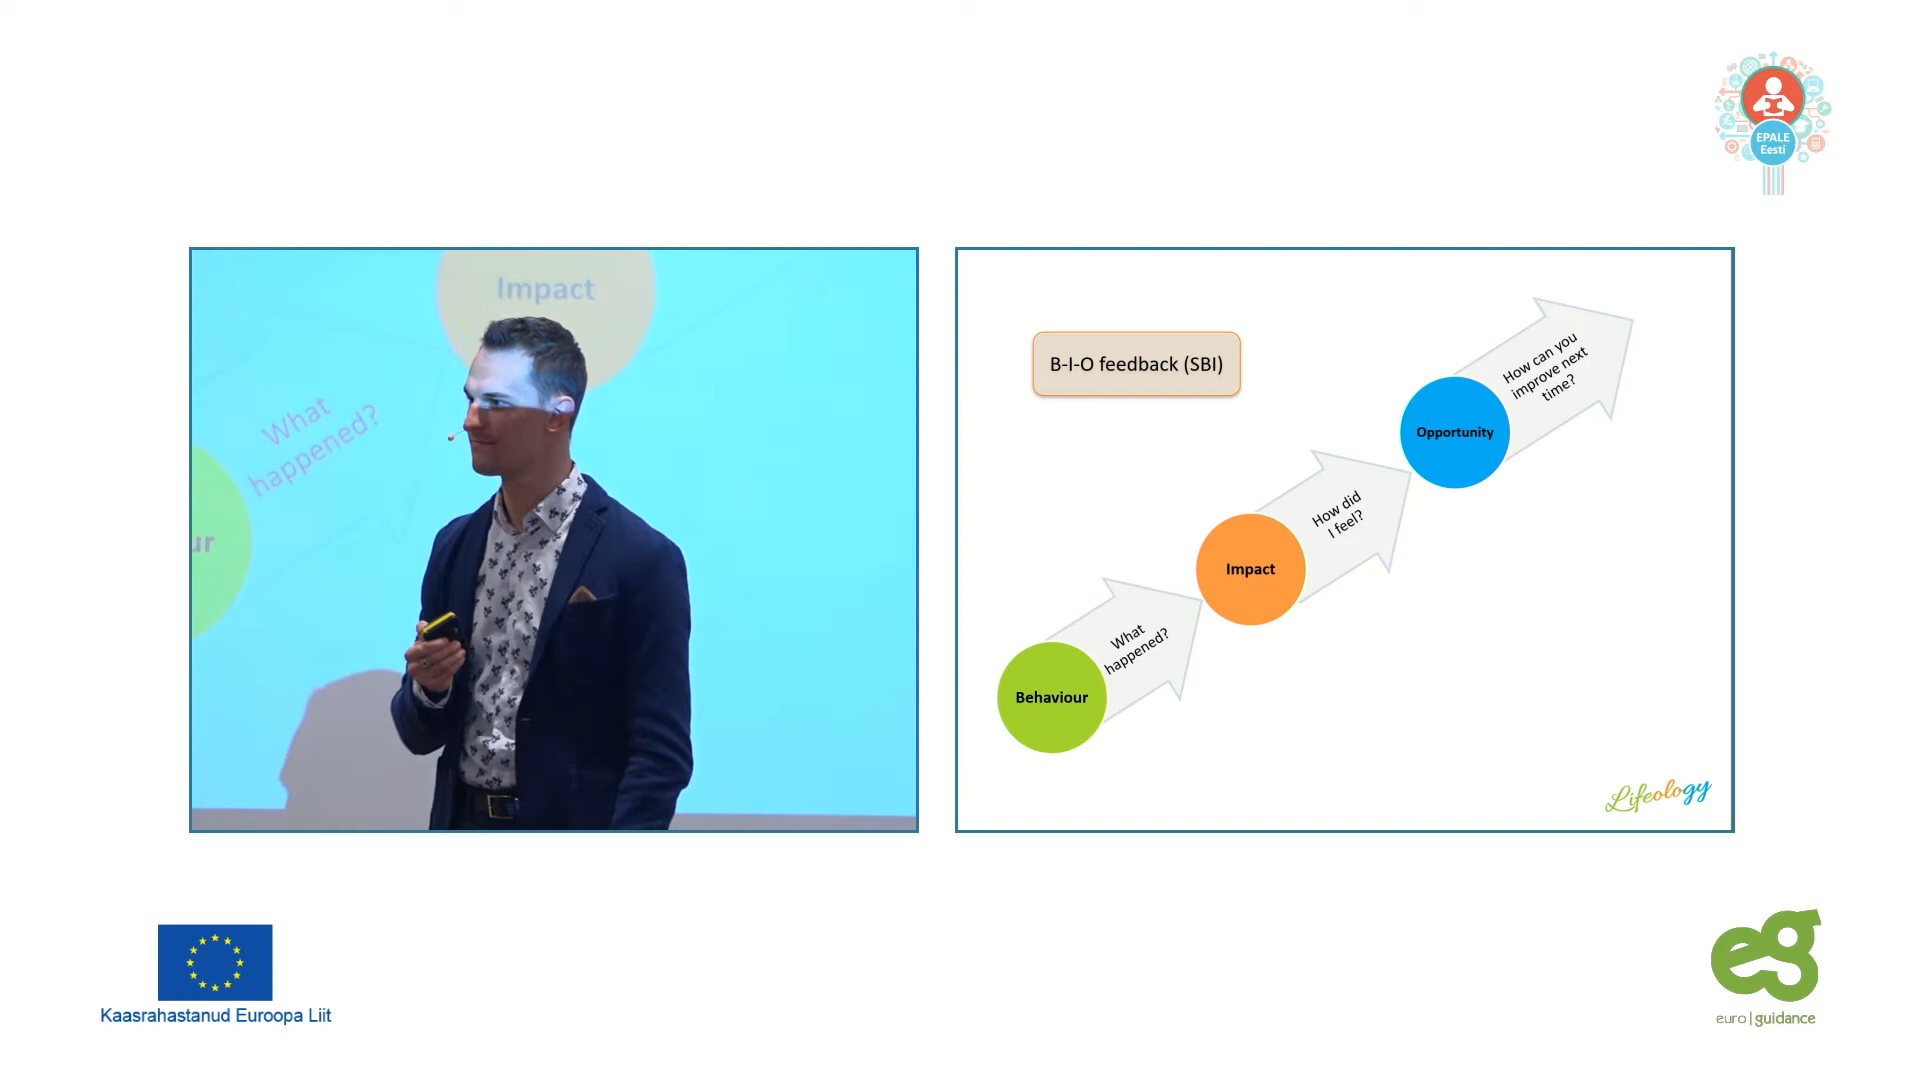 EPALE
Eesti
Impact
What
happened?
ur
B-I-O feedback (SBI)
How can you
improve next
time?
Opportunity
How did
I feel?
Impact
What
happened?
Behaviour
Lifeology
Kaasrahastanud Euroopa Liit
eg
euro|guidance